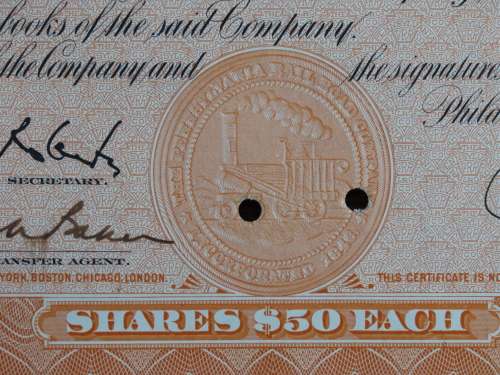 books of the said Company.
the Company and the signature
Phila
SECRETARY.
Baker
TRANSFER AGENT.
YORK, BOSTON, CHICAGO, LONDON. THIS CERTIFICATE IS NO
SHARES $50 EACH